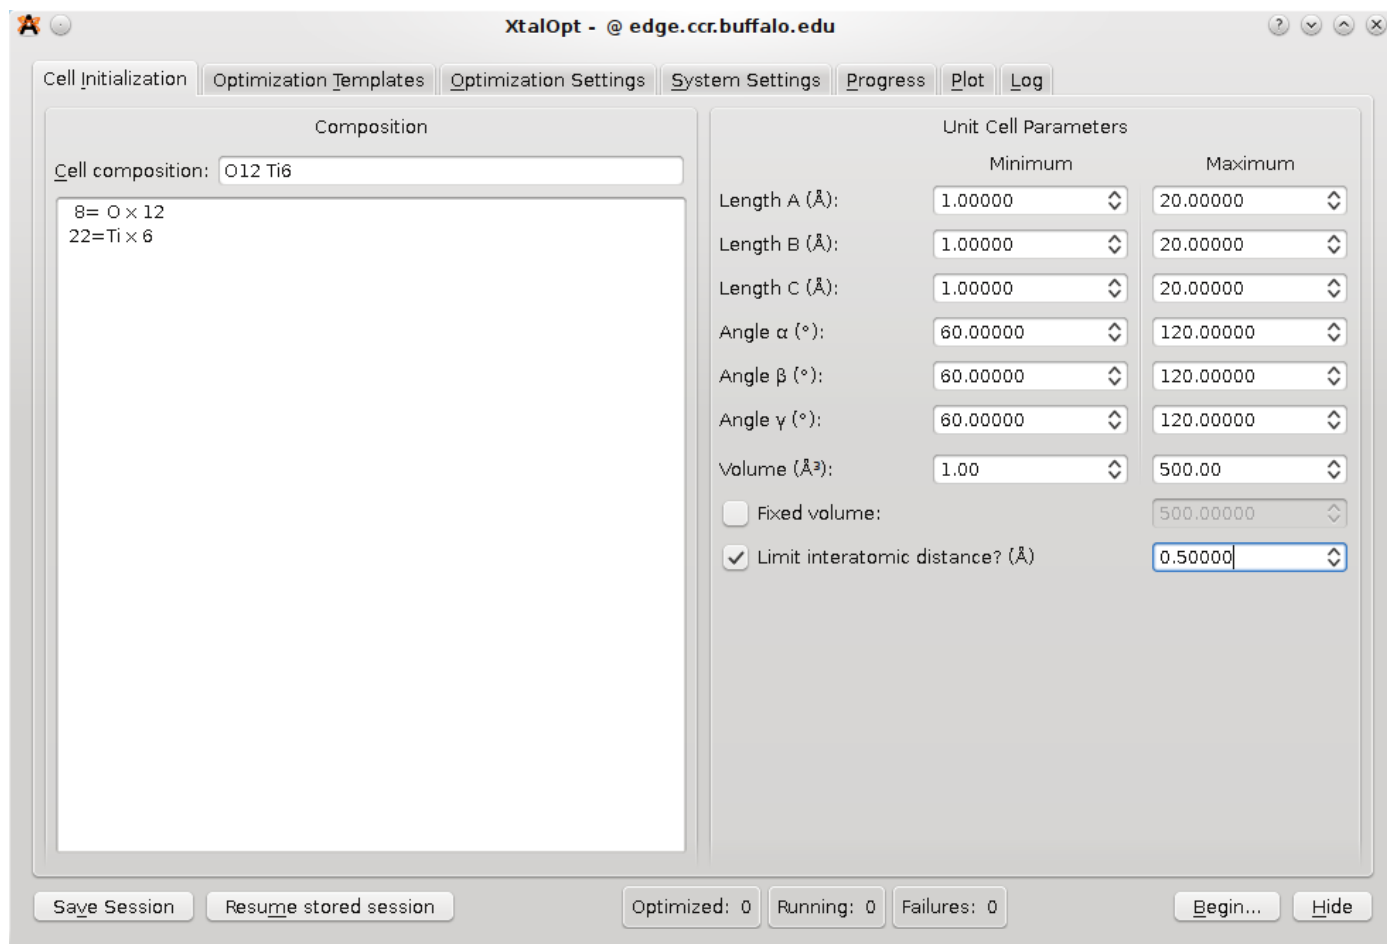 XtalOpt - @ edge.ccr.buffalo.edu
Cell Initialization Optimization Templates Optimization Settings System Settings Progress Plot Log
Composition
Cell composition: O12 Ti6
8= O × 12
22=Ti × 6
Unit Cell Parameters
Minimum Maximum
Length A (Å): 1.00000 20.00000
Length B (Å): 1.00000 20.00000
Length C (Å): 1.00000 20.00000
Angle α (°): 60.00000 120.00000
Angle β (°): 60.00000 120.00000
Angle γ (°): 60.00000 120.00000
Volume (Å³): 1.00 500.00
Fixed volume: 500.00000
Limit interatomic distance? (Å) 0.50000
Save Session Resume stored session Optimized: 0 Running: 0 Failures: 0 Begin... Hide